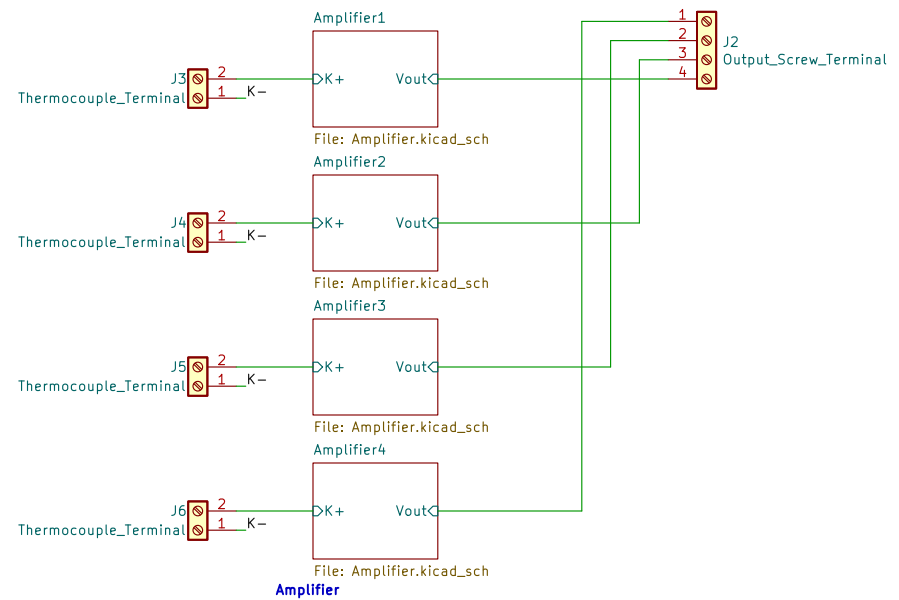 Amplifier1
1
2
J2
3
Output_Screw_Terminal
4
J3
2
K+
Vout
Thermocouple_Terminal
1
K-
File: Amplifier.kicad_sch
Amplifier2
J4
2
K+
Vout
Thermocouple_Terminal
1
K-
File: Amplifier.kicad_sch
Amplifier3
J5
2
K+
Vout
Thermocouple_Terminal
1
K-
File: Amplifier.kicad_sch
Amplifier4
J6
2
K+
Vout
Thermocouple_Terminal
1
K-
File: Amplifier.kicad_sch
Amplifier